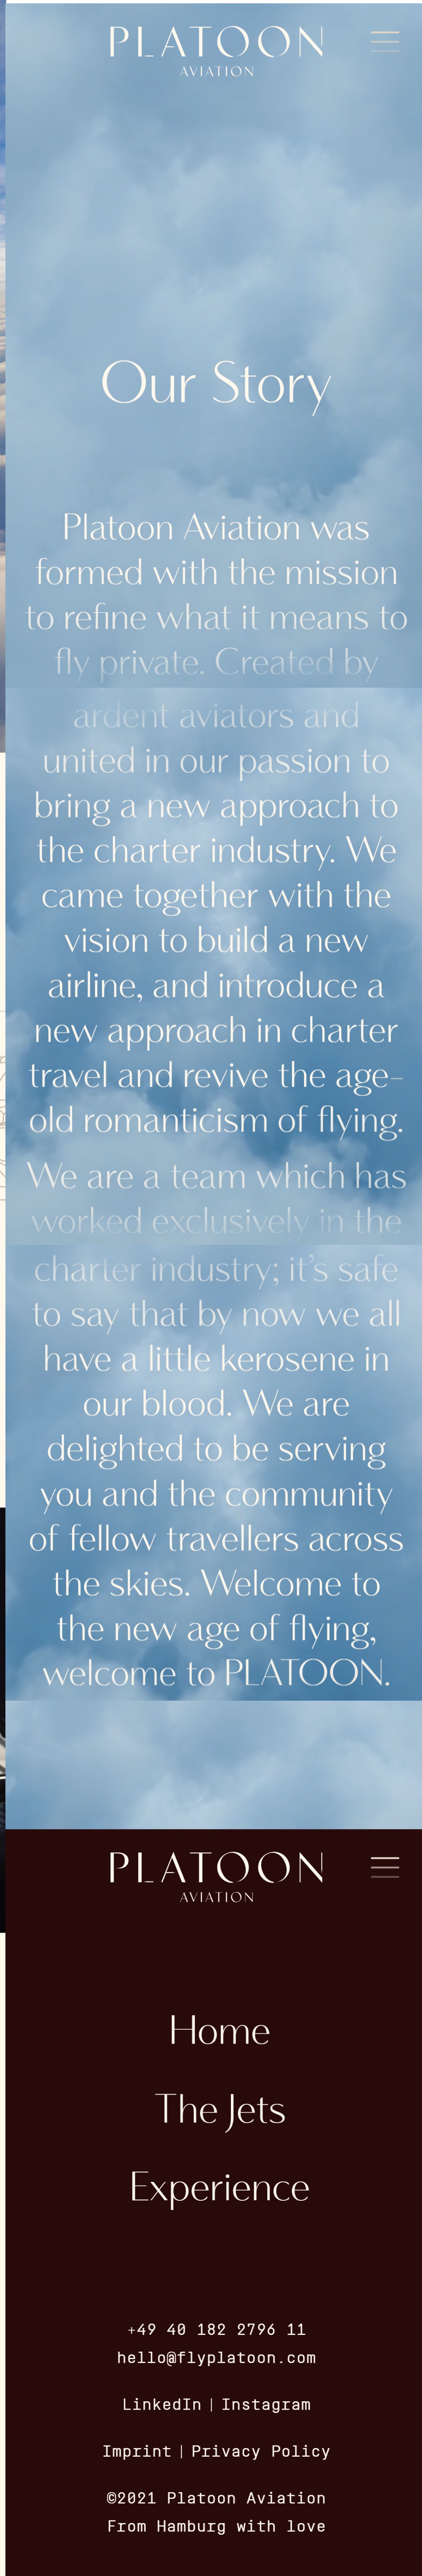 PLATOON
AVIATION
Our Story
Platoon Aviation was
formed with the mission
to refine what it means to
fly private. Created by
ardent aviators and
united in our passion to
bring a new approach to
the charter industry. We
came together with the
vision to build a new
airline, and introduce a
new approach in charter
travel and revive the age-
old romanticism of flying.
We are a team which has
worked exclusively in the
charter industry; it's safe
to say that by now we all
have a little kerosene in
our blood. We are
delighted to be serving
you and the community
of fellow travellers across
the skies. Welcome to
the new age of flying,
welcome to PLATOON.
PLATOON
AVIATION
Home
The Jets
Experience
+49 40 182 2796 11
hello@flyplatoon.com
LinkedIn | Instagram
Imprint | Privacy Policy
©2021 Platoon Aviation
From Hamburg with love